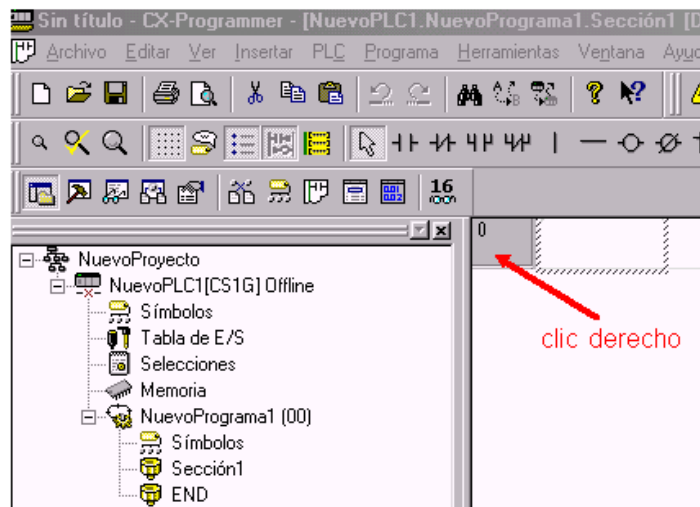 Sin título - CX-Programmer - [NuevoPLC1.NuevoPrograma1.Sección1 [D
Archivo Editar Ver Insertar PLC Programa Herramientas Ventana Ayuc
16
0
NuevoProyecto
NuevoPLC1[CS1G] Offline
Símbolos
Tabla de E/S
clic derecho
Selecciones
Memoria
NuevoPrograma1 (00)
Símbolos
Sección1
END